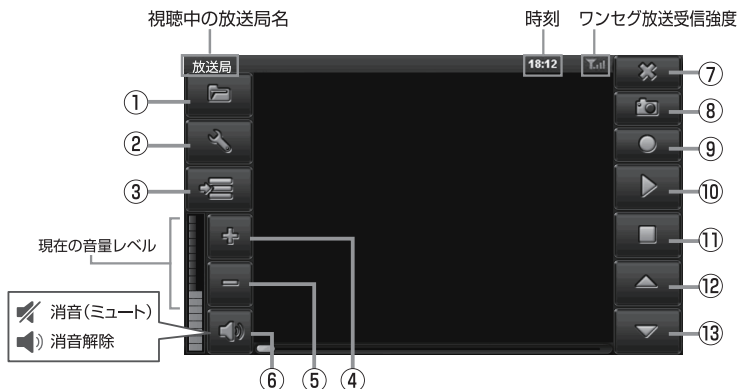 視聴中の放送局名
時刻
ワンセグ放送受信強度
放送局
18:12
①
②
③
現在の音量レベル
消音(ミュート)
消音解除
⑥
⑤
④
⑦
⑧
⑨
⑩
⑪
⑫
⑬